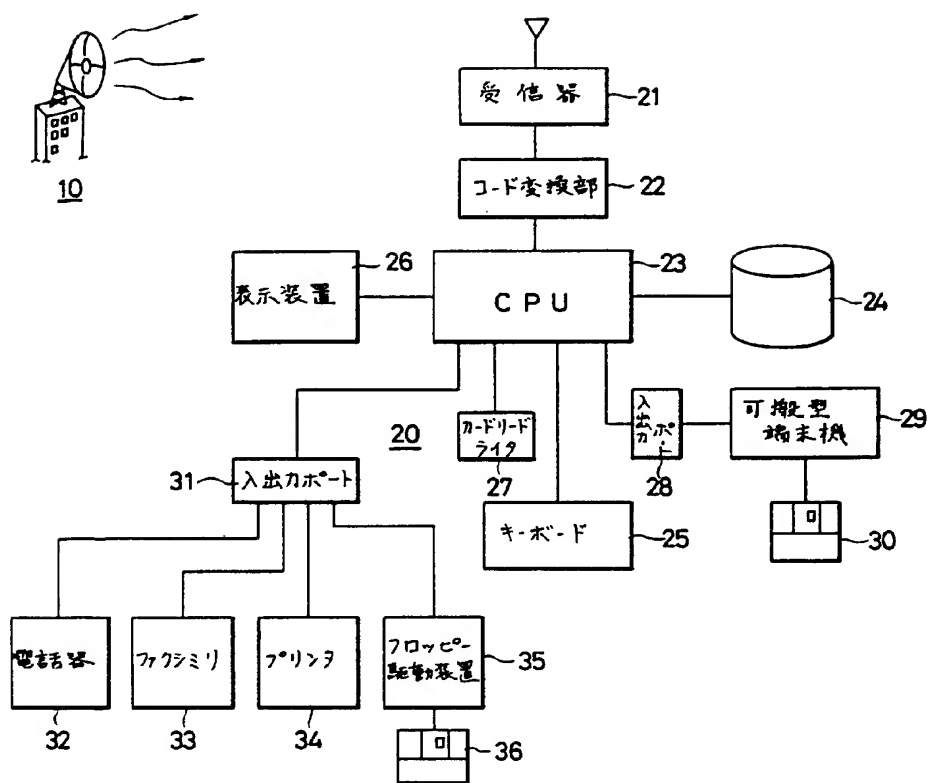 10
受信器
21
コード変換部
22
26
表示装置
CPU
23
24
20
カードリード
ライタ
27
入出力ポート
28
可搬型
端末機
29
31
入出力ポート
キーボード
25
30
電話器
32
ファクシミリ
33
プリンタ
34
フロッピー
駆動装置
35
36